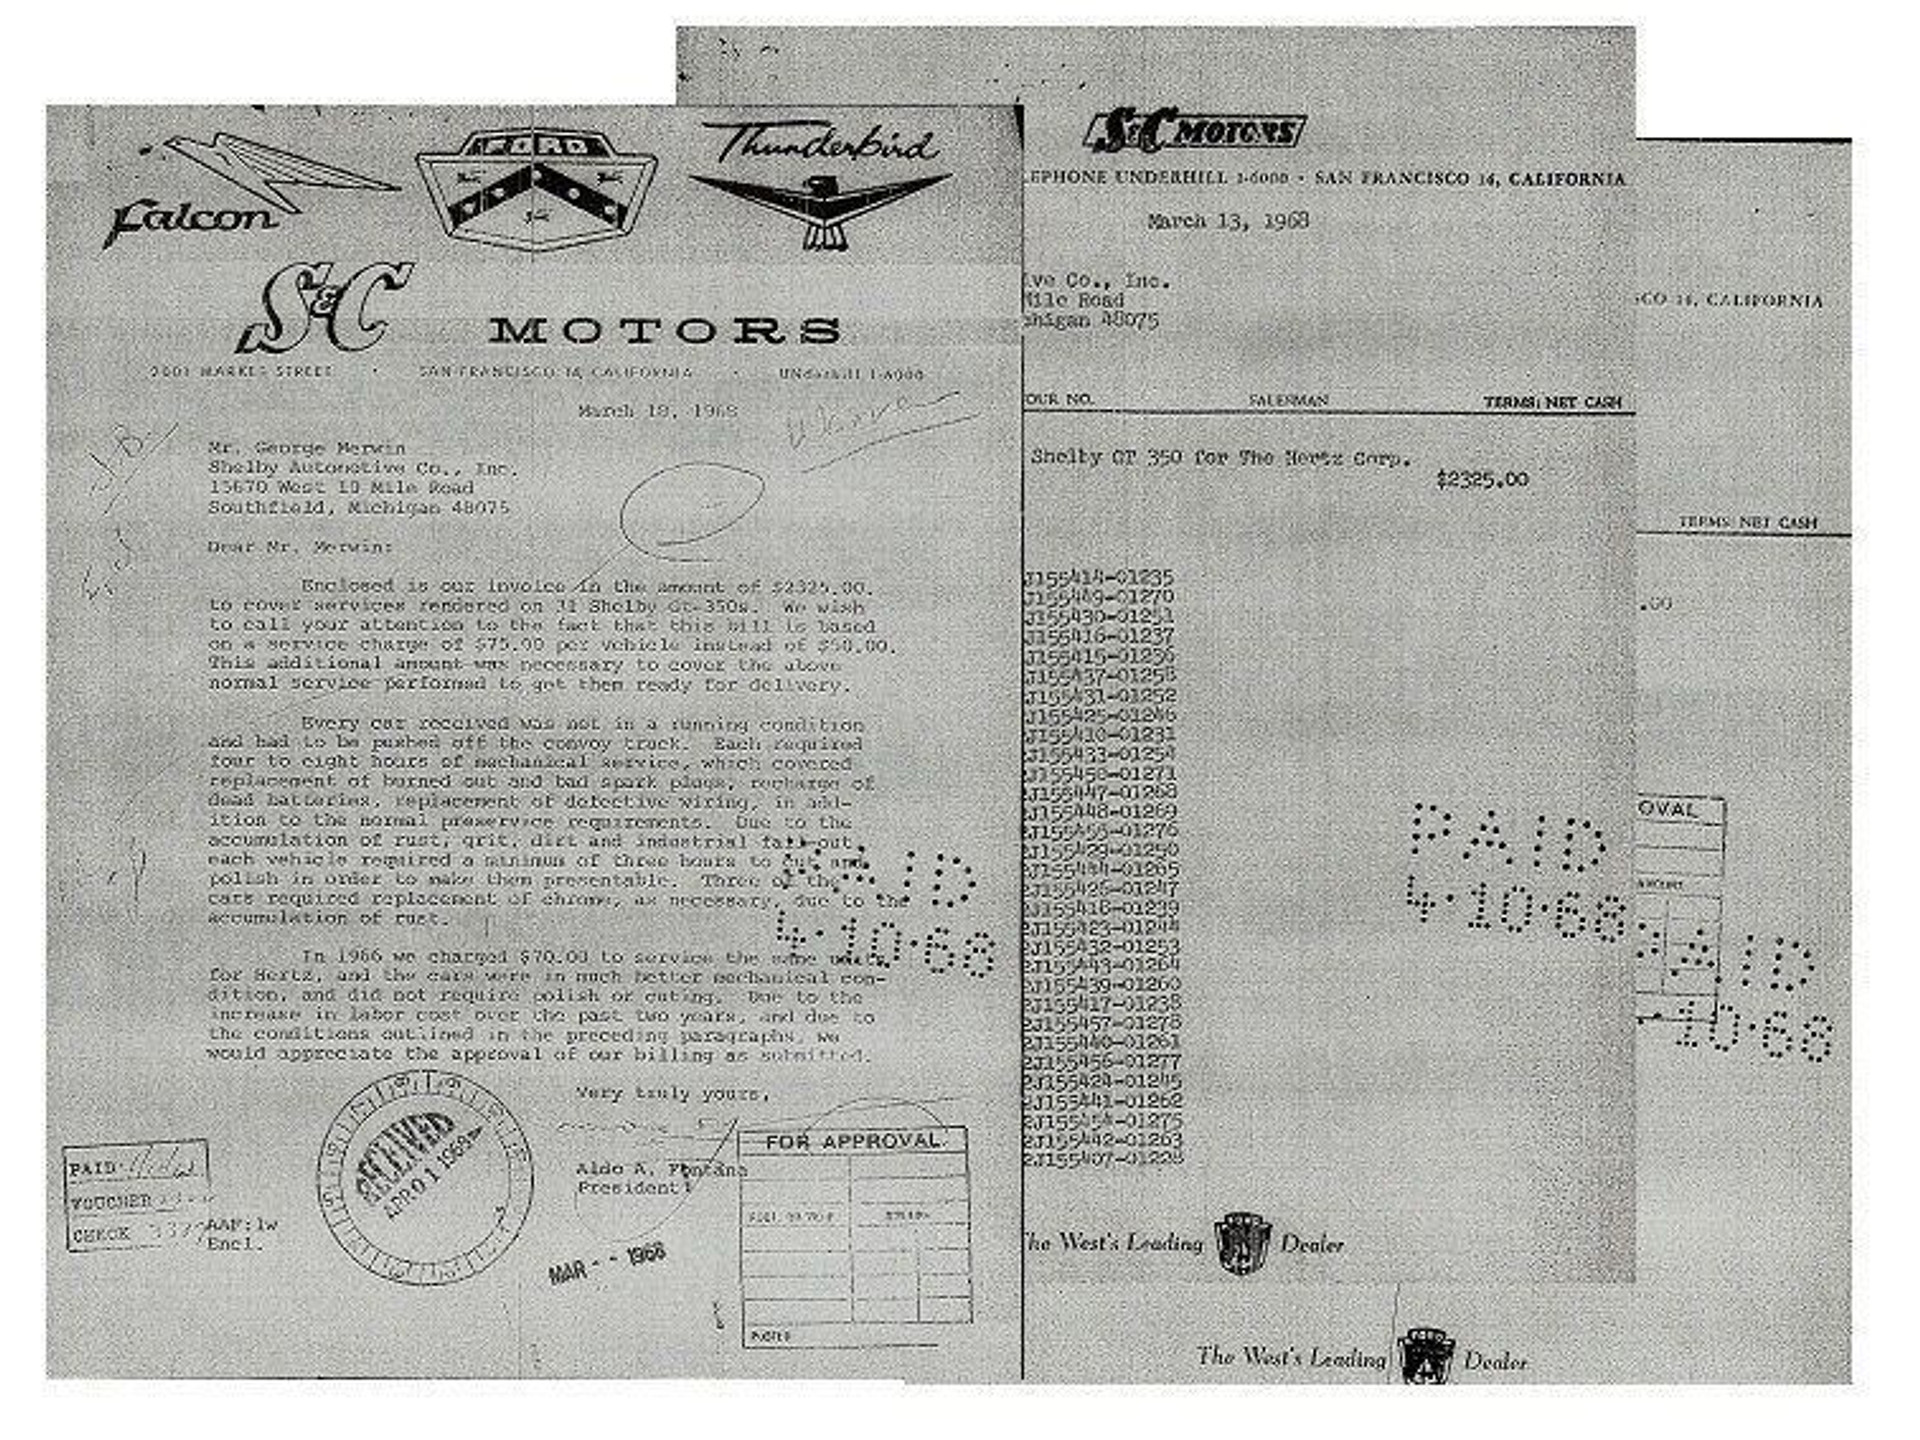 Falcon
FORD
Thunderbird
S&C MOTORS
2001 MARKET STREET • SAN FRANCISCO 14, CALIFORNIA • UNderhill 1-6000
March 18, 1968
Mr. George Merwin
Shelby Automotive Co., Inc.
15670 West 10 Mile Road
Southfield, Michigan 48075
Dear Mr. Merwin:
Enclosed is our invoice in the amount of $2325.00.
to cover services rendered on 31 Shelby Gt-350s. We wish
to call your attention to the fact that this bill is based
on a service charge of $75.00 per vehicle instead of $50.00.
This additional amount was necessary to cover the above
normal service performed to get them ready for delivery.
Every car received was not in a running condition
and had to be pushed off the convoy truck. Each required
four to eight hours of mechanical service, which covered
replacement of burned out and bad spark plugs, recharge of
dead batteries, replacement of defective wiring, in add-
ition to the normal preservice requirements. Due to the
accumulation of rust, grit, dirt and industrial fall-out
each vehicle required a minimum of three hours to cut and
polish in order to make them presentable. Three of the
cars required replacement of chrome, as necessary, due to the
accumulation of rust.
In 1966 we charged $70.00 to service the same units
for Hertz, and the cars were in much better mechanical con-
dition, and did not require polish or cuting. Due to the
increase in labor cost over the past two years, and due to
the conditions outlined in the preceding paragraphs, we
would appreciate the approval of our billing as submitted.
Very truly yours,
Aldo A. Fontana
President
AAF:lw
Encl.
PAID
VOUCHER
CHECK
RECEIVED
APR 01 1968
MAR - - 1968
FOR APPROVAL
POSTED
PAID
4·10·68
S&C MOTORS
EPHONE UNDERHILL 1-6000 • SAN FRANCISCO 14, CALIFORNIA
March 13, 1968
ive Co., Inc.
Mile Road
chigan 48075
OUR NO. SALESMAN TERMS: NET CASH
Shelby GT 350 for The Hertz Corp.
$2325.00
J155414-01235
J155449-01270
J155430-01251
J155416-01237
J155415-01236
J155437-01258
J155431-01252
J155425-01246
J155410-01231
J155433-01254
J155450-01271
J155447-01268
J155448-01269
J155455-01276
J155429-01250
J155444-01265
J155426-01247
J155418-01239
J155423-01244
J155432-01253
J155443-01264
J155439-01260
J155417-01238
J155457-01278
J155440-01261
J155456-01277
J155424-01245
J155441-01262
J155454-01275
J155442-01263
J155407-01228
PAID
4·10·68
he West's Leading Ford Dealer
CO 14, CALIFORNIA
TERMS: NET CASH
.00
OVAL
AMOUNT
AID
10·68
The West's Leading Ford Dealer